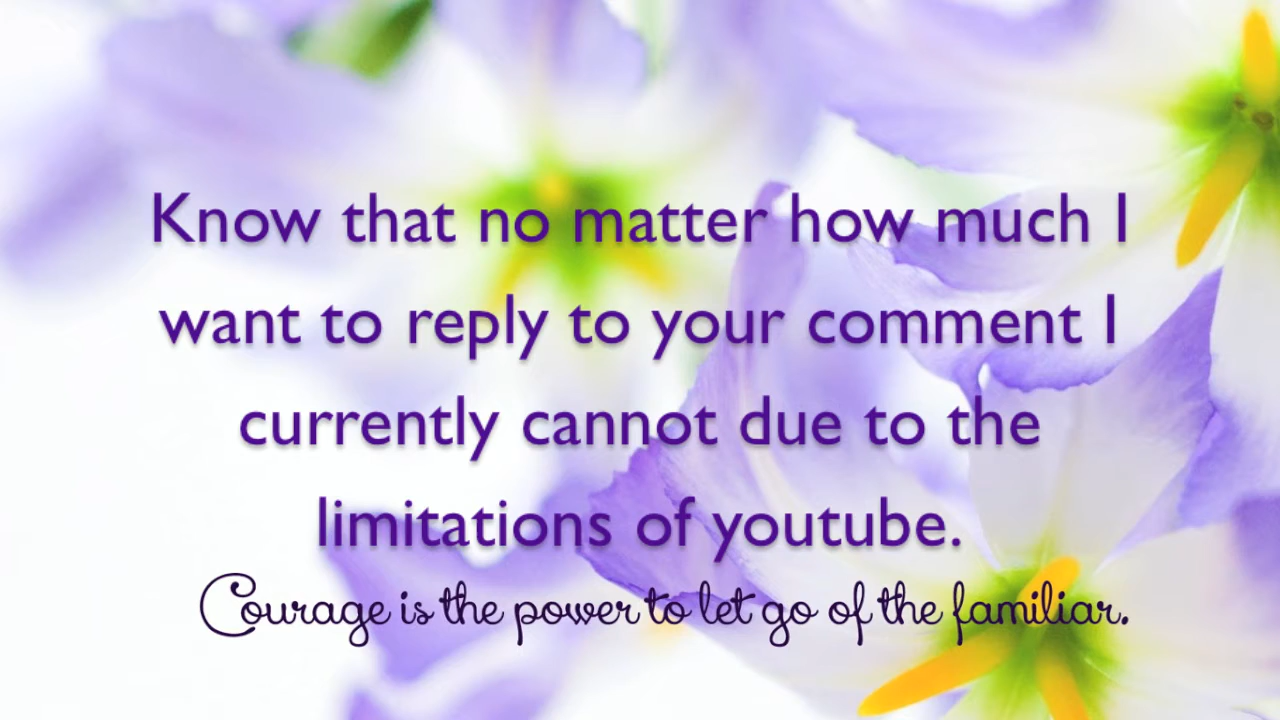 Know that no matter how much I
want to reply to your comment I
currently cannot due to the
limitations of youtube.
Courage is the power to let go of the familiar.